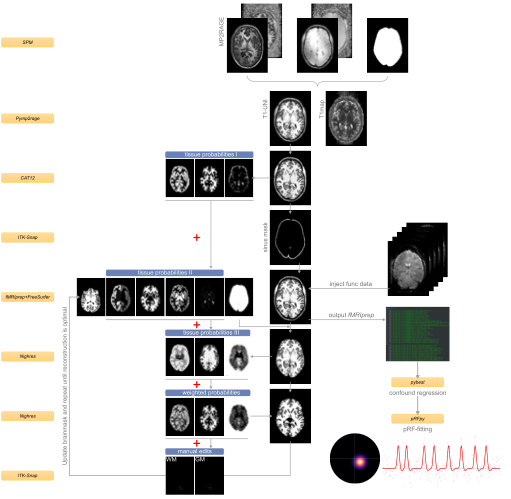 SPM
MP2RAGE
Pymp2rage
T1-UNI
T1map
tissue probabilities I
CAT12
ITK-Snap
sinus mask
tissue probabilities II
inject func data
fMRIprep+FreeSurfer
output fMRIprep
tissue probabilities III
Nighres
pybest
confound regression
weighted probabilities
Nighres
pRFpy
pRF-fitting
manual edits
WM
GM
ITK-Snap
Update brainmask and repeat until reconstruction is optimal